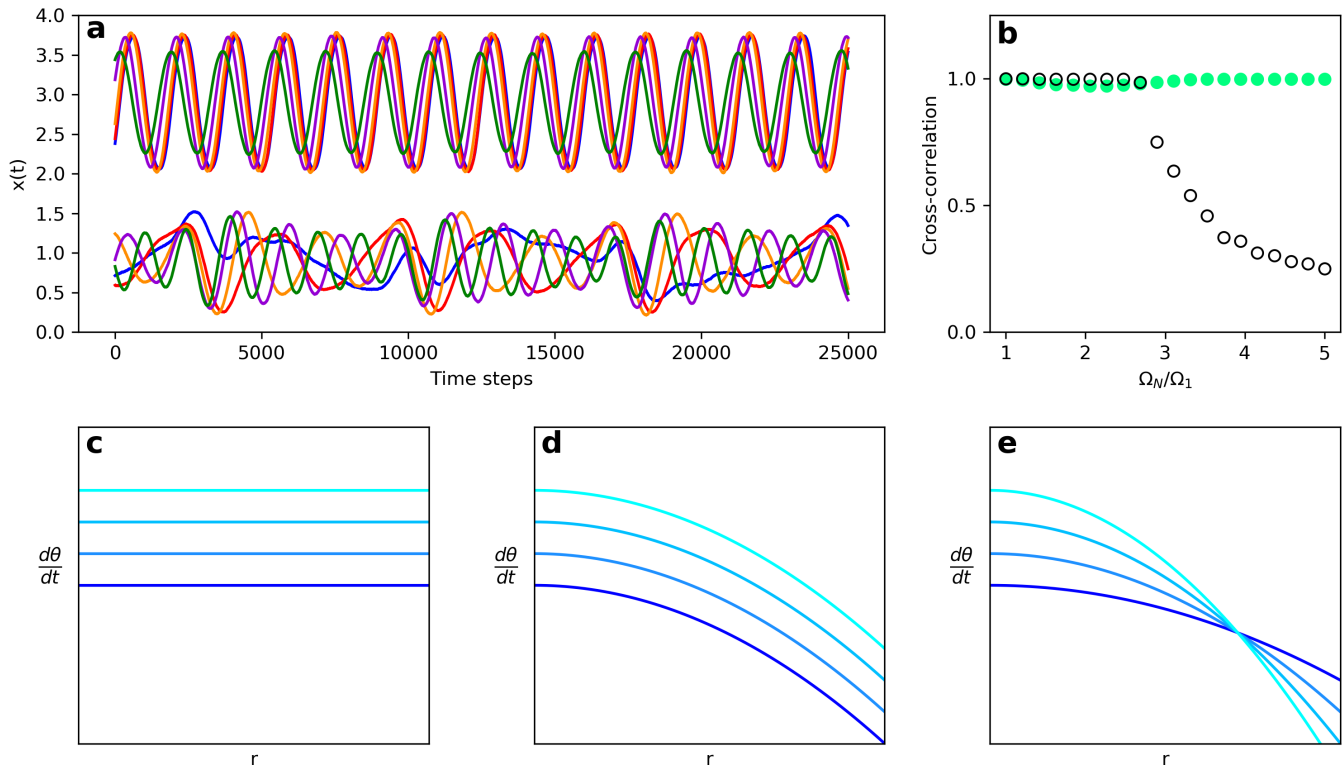 a
x(t)
4.0
3.5
3.0
2.5
2.0
1.5
1.0
0.5
0.0
0 5000 10000 15000 20000 25000
Time steps
b
Cross-correlation
1.0
0.5
0.0
1 2 3 4 5
Ω_N/Ω_1
c
dθ
dt
r
d
dθ
dt
r
e
dθ
dt
r